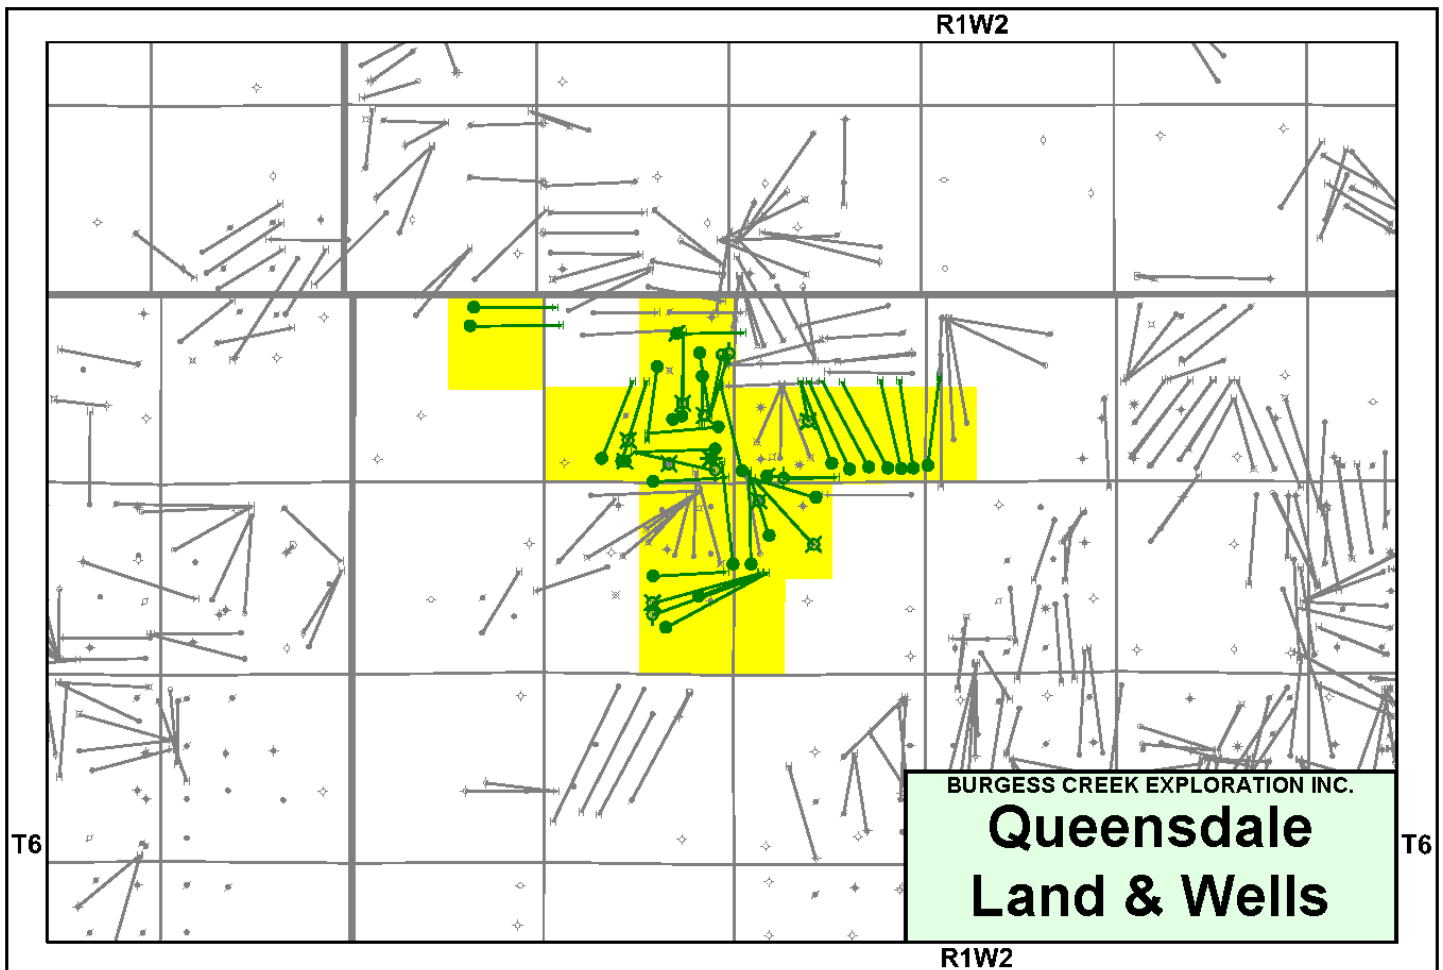 R1W2
T6
T6
BURGESS CREEK EXPLORATION INC.
Queensdale
Land & Wells
R1W2